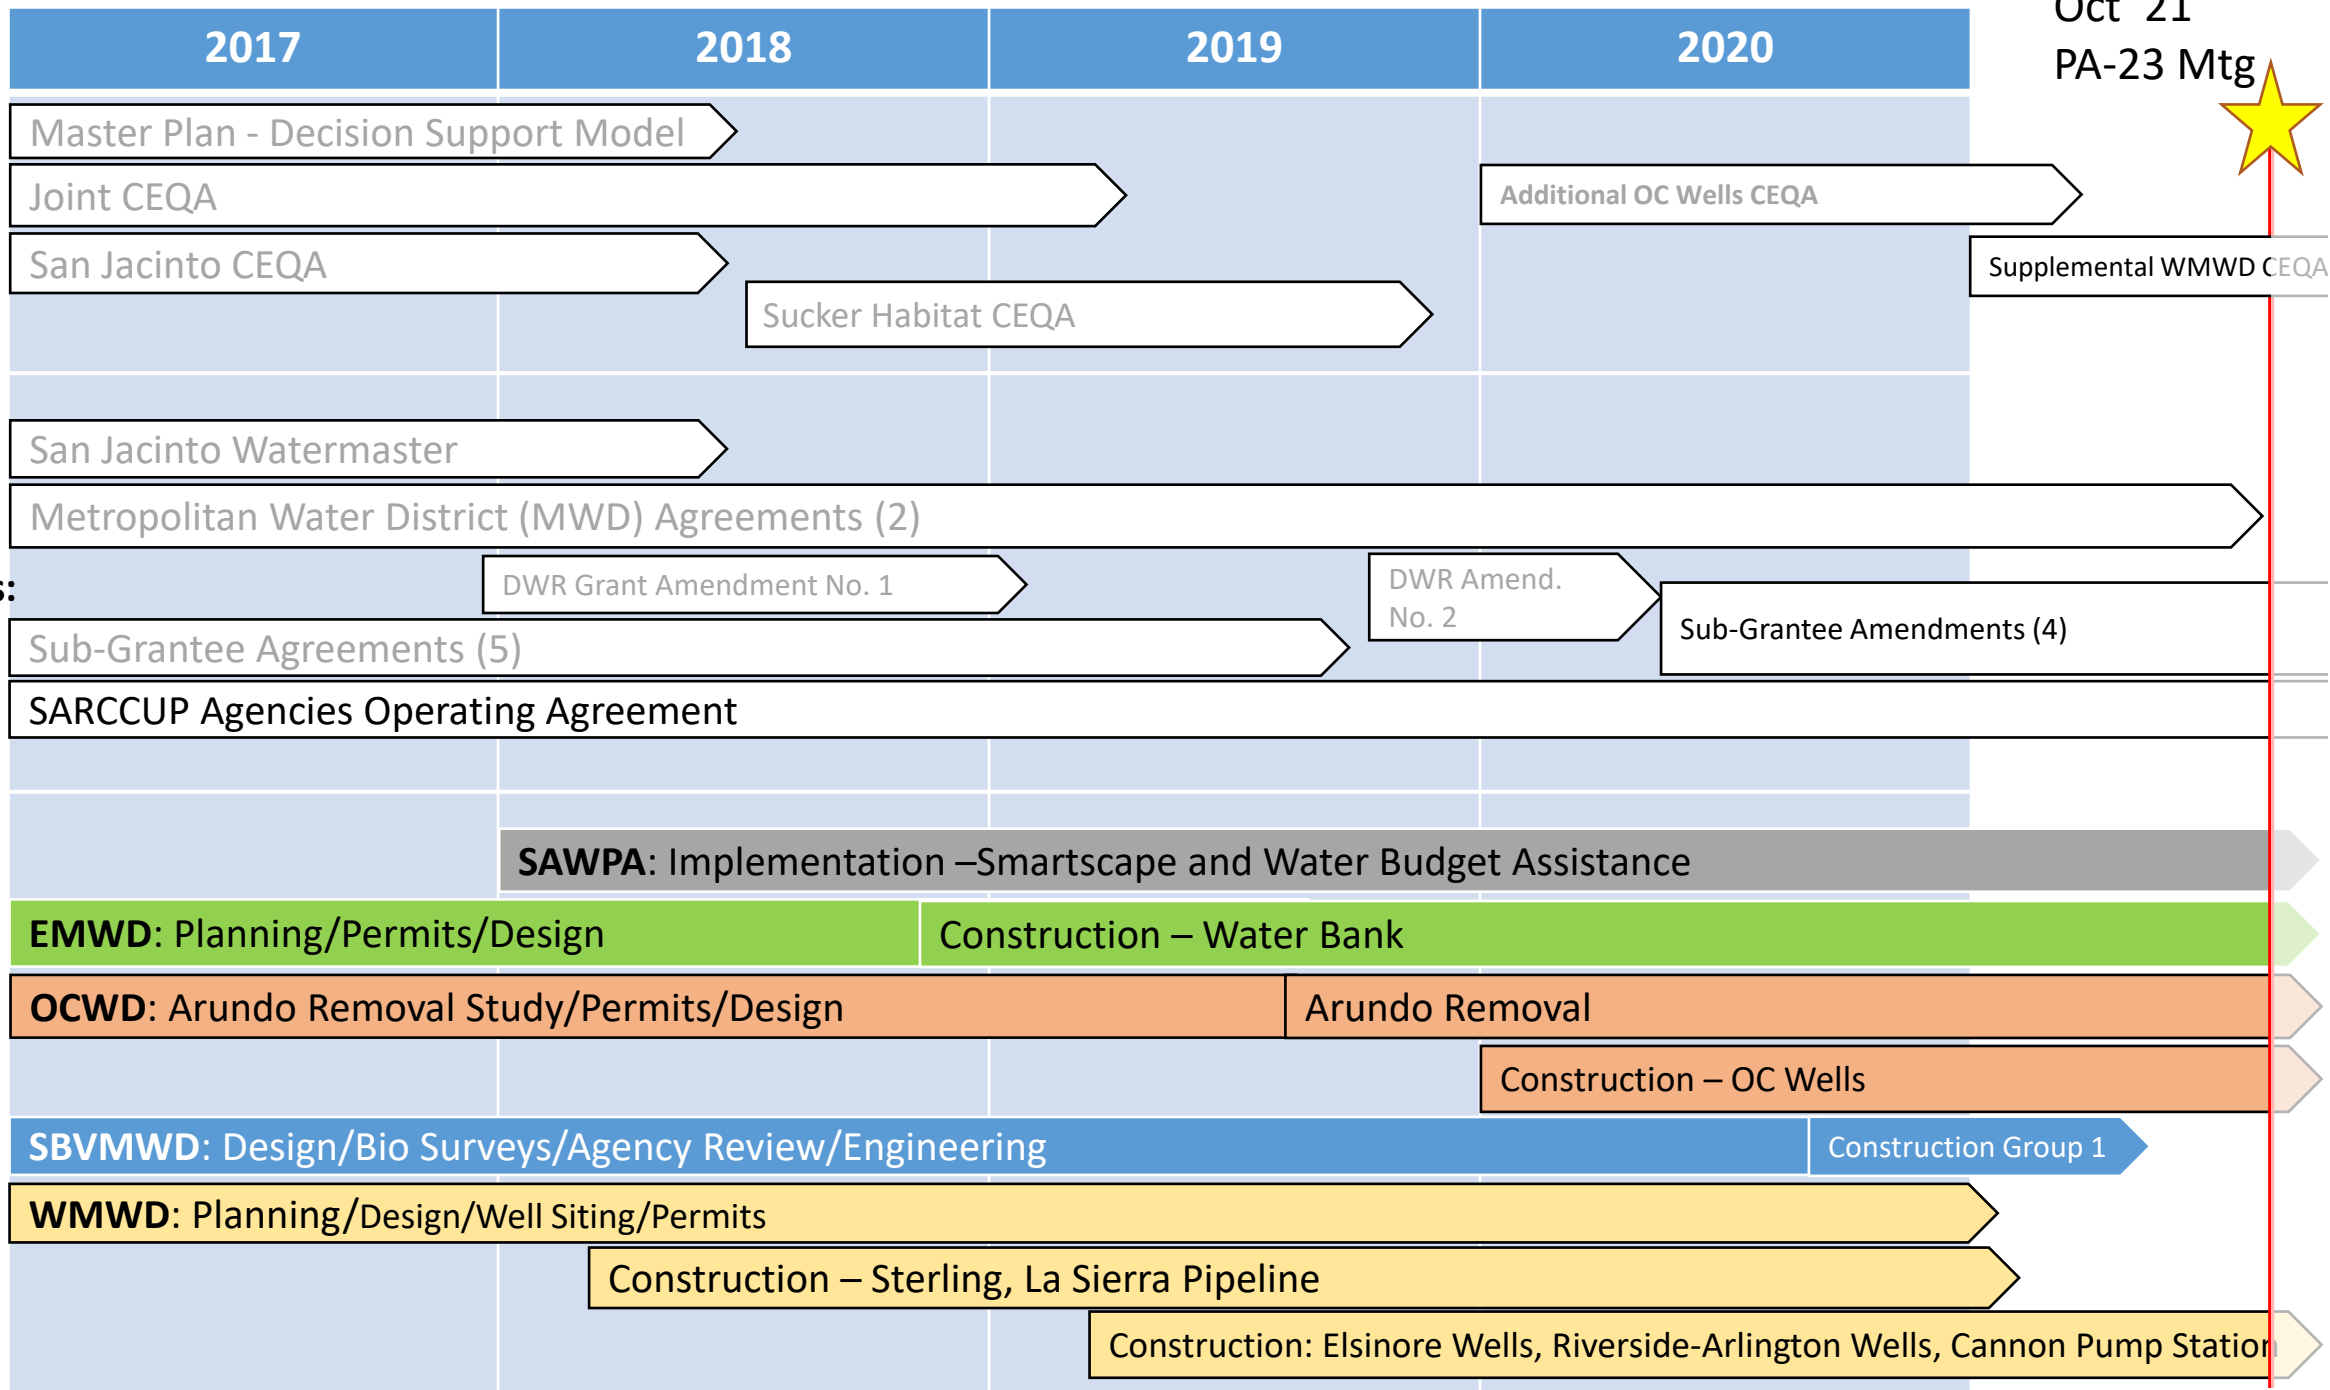 Oct 21
PA-23 Mtg
2017
2018
2019
2020
Master Plan - Decision Support Model
Joint CEQA
Additional OC Wells CEQA
San Jacinto CEQA
Supplemental WMWD CEQA
Sucker Habitat CEQA
San Jacinto Watermaster
Metropolitan Water District (MWD) Agreements (2)
s:
DWR Grant Amendment No. 1
DWR Amend.
No. 2
Sub-Grantee Amendments (4)
Sub-Grantee Agreements (5)
SARCCUP Agencies Operating Agreement
SAWPA: Implementation –Smartscape and Water Budget Assistance
EMWD: Planning/Permits/Design
Construction – Water Bank
OCWD: Arundo Removal Study/Permits/Design
Arundo Removal
Construction – OC Wells
SBVMWD: Design/Bio Surveys/Agency Review/Engineering
Construction Group 1
WMWD: Planning/Design/Well Siting/Permits
Construction – Sterling, La Sierra Pipeline
Construction: Elsinore Wells, Riverside-Arlington Wells, Cannon Pump Station